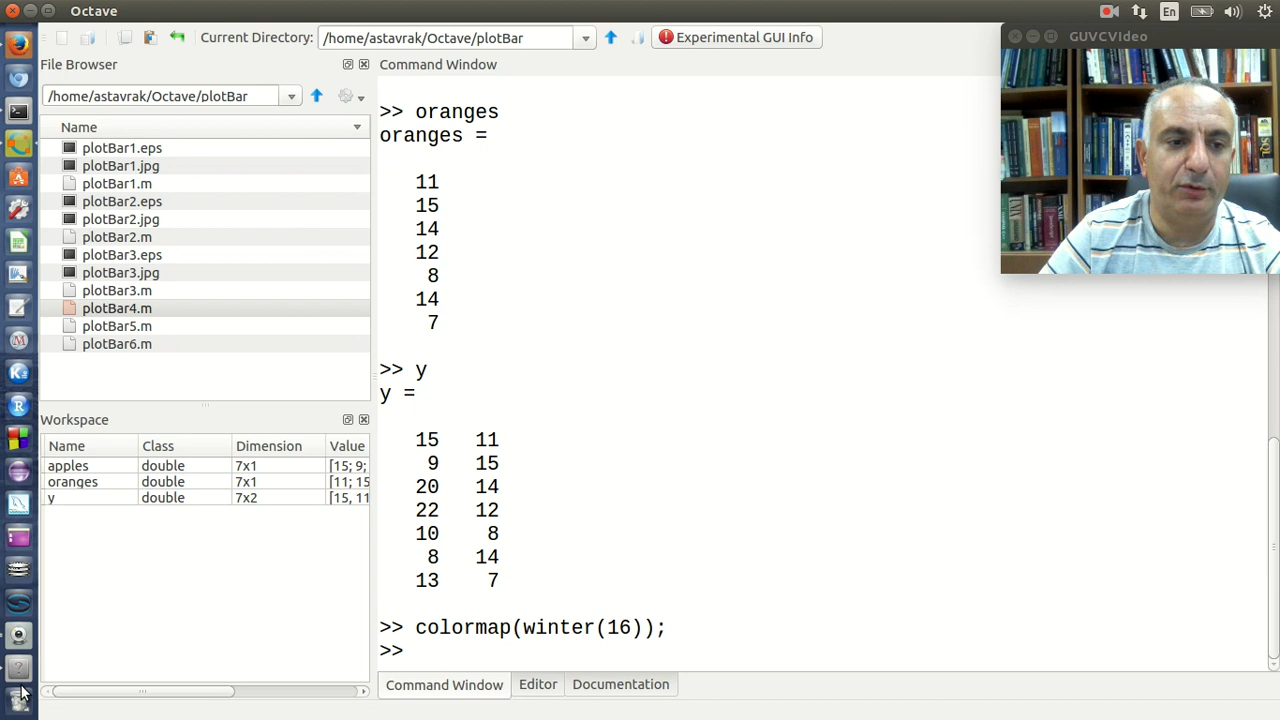 Octave
En
Current Directory: /home/astavrak/Octave/plotBar
Experimental GUI Info
GUVCVIdeo
File Browser
Command Window
/home/astavrak/Octave/plotBar
Name
plotBar1.eps
plotBar1.jpg
plotBar1.m
plotBar2.eps
plotBar2.jpg
plotBar2.m
plotBar3.eps
plotBar3.jpg
plotBar3.m
plotBar4.m
plotBar5.m
plotBar6.m
Workspace
Name Class Dimension Value
apples double 7x1 [15; 9;
oranges double 7x1 [11; 15
y double 7x2 [15, 11
>> oranges
oranges =
11
15
14
12
8
14
7
>> y
y =
15 11
9 15
20 14
22 12
10 8
8 14
13 7
>> colormap(winter(16));
>>
Command Window Editor Documentation